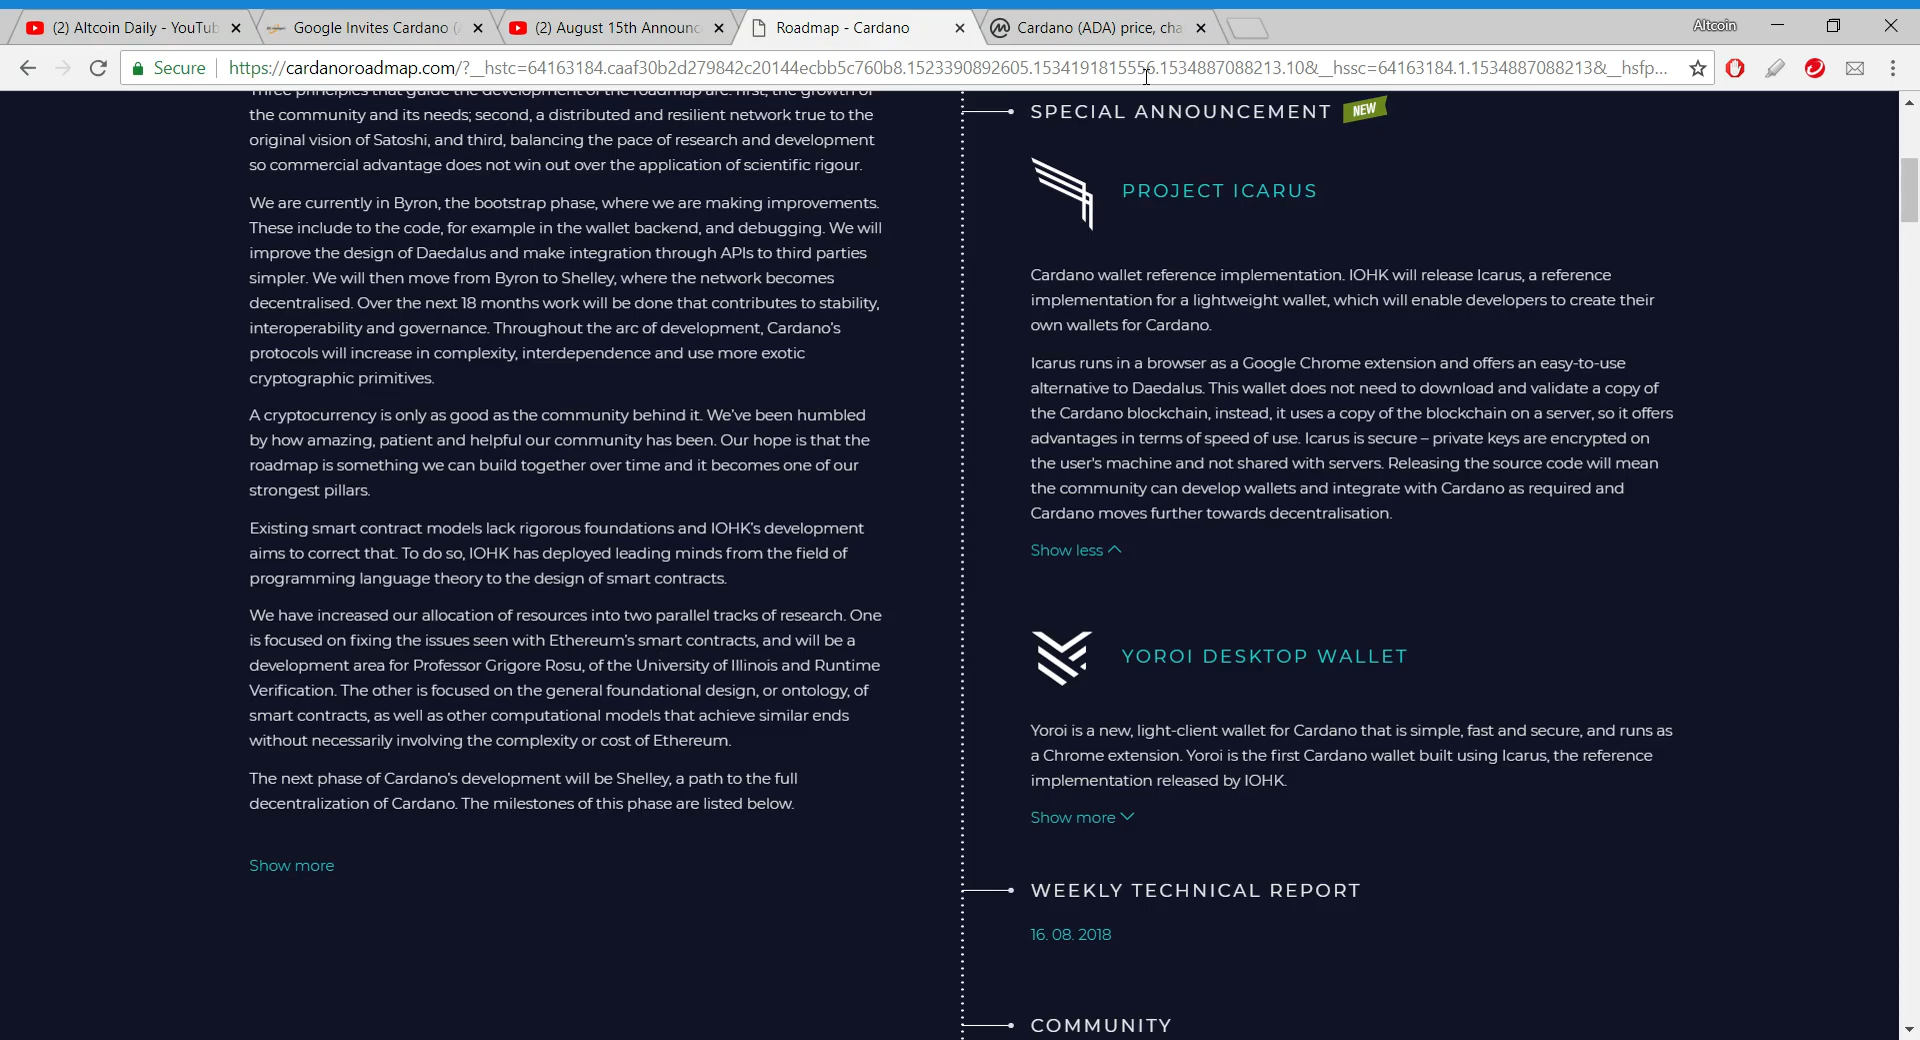 (2) Altcoin Daily - YouTub
Google Invites Cardano (
(2) August 15th Announc
Roadmap - Cardano
Cardano (ADA) price, cha
Altcoin
Secure
https://cardanoroadmap.com/?__hstc=64163184.caaf30b2d279842c20144ecbb5c760b8.1523390892605.1534191815556.1534887088213.10&__hssc=64163184.1.1534887088213&__hsfp...
Three principles that guide the development of the roadmap are: first, the growth of
the community and its needs; second, a distributed and resilient network true to the
original vision of Satoshi, and third, balancing the pace of research and development
so commercial advantage does not win out over the application of scientific rigour.
We are currently in Byron, the bootstrap phase, where we are making improvements.
These include to the code, for example in the wallet backend, and debugging. We will
improve the design of Daedalus and make integration through APIs to third parties
simpler. We will then move from Byron to Shelley, where the network becomes
decentralised. Over the next 18 months work will be done that contributes to stability,
interoperability and governance. Throughout the arc of development, Cardano's
protocols will increase in complexity, interdependence and use more exotic
cryptographic primitives.
A cryptocurrency is only as good as the community behind it. We've been humbled
by how amazing, patient and helpful our community has been. Our hope is that the
roadmap is something we can build together over time and it becomes one of our
strongest pillars.
Existing smart contract models lack rigorous foundations and IOHK's development
aims to correct that. To do so, IOHK has deployed leading minds from the field of
programming language theory to the design of smart contracts.
We have increased our allocation of resources into two parallel tracks of research. One
is focused on fixing the issues seen with Ethereum's smart contracts, and will be a
development area for Professor Grigore Rosu, of the University of Illinois and Runtime
Verification. The other is focused on the general foundational design, or ontology, of
smart contracts, as well as other computational models that achieve similar ends
without necessarily involving the complexity or cost of Ethereum.
The next phase of Cardano's development will be Shelley, a path to the full
decentralization of Cardano. The milestones of this phase are listed below.
Show more
SPECIAL ANNOUNCEMENT NEW
PROJECT ICARUS
Cardano wallet reference implementation. IOHK will release Icarus, a reference
implementation for a lightweight wallet, which will enable developers to create their
own wallets for Cardano.
Icarus runs in a browser as a Google Chrome extension and offers an easy-to-use
alternative to Daedalus. This wallet does not need to download and validate a copy of
the Cardano blockchain, instead, it uses a copy of the blockchain on a server, so it offers
advantages in terms of speed of use. Icarus is secure – private keys are encrypted on
the user's machine and not shared with servers. Releasing the source code will mean
the community can develop wallets and integrate with Cardano as required and
Cardano moves further towards decentralisation.
Show less
YOROI DESKTOP WALLET
Yoroi is a new, light-client wallet for Cardano that is simple, fast and secure, and runs as
a Chrome extension. Yoroi is the first Cardano wallet built using Icarus, the reference
implementation released by IOHK.
Show more
WEEKLY TECHNICAL REPORT
16. 08. 2018
COMMUNITY